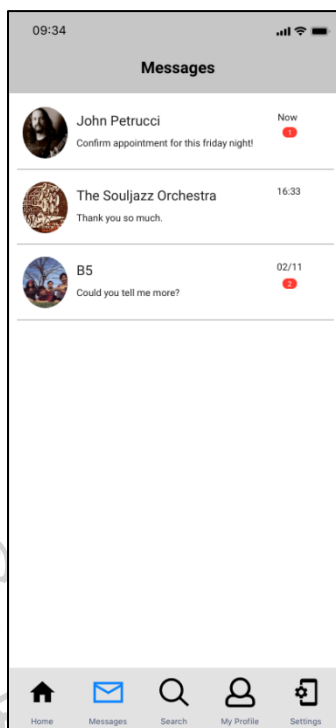 09:34
Messages
John Petrucci
Now
Confirm appointment for this friday night!
1
The Souljazz Orchestra
16:33
Thank you so much.
B5
02/11
Could you tell me more?
2
Home
Messages
Search
My Profile
Settings